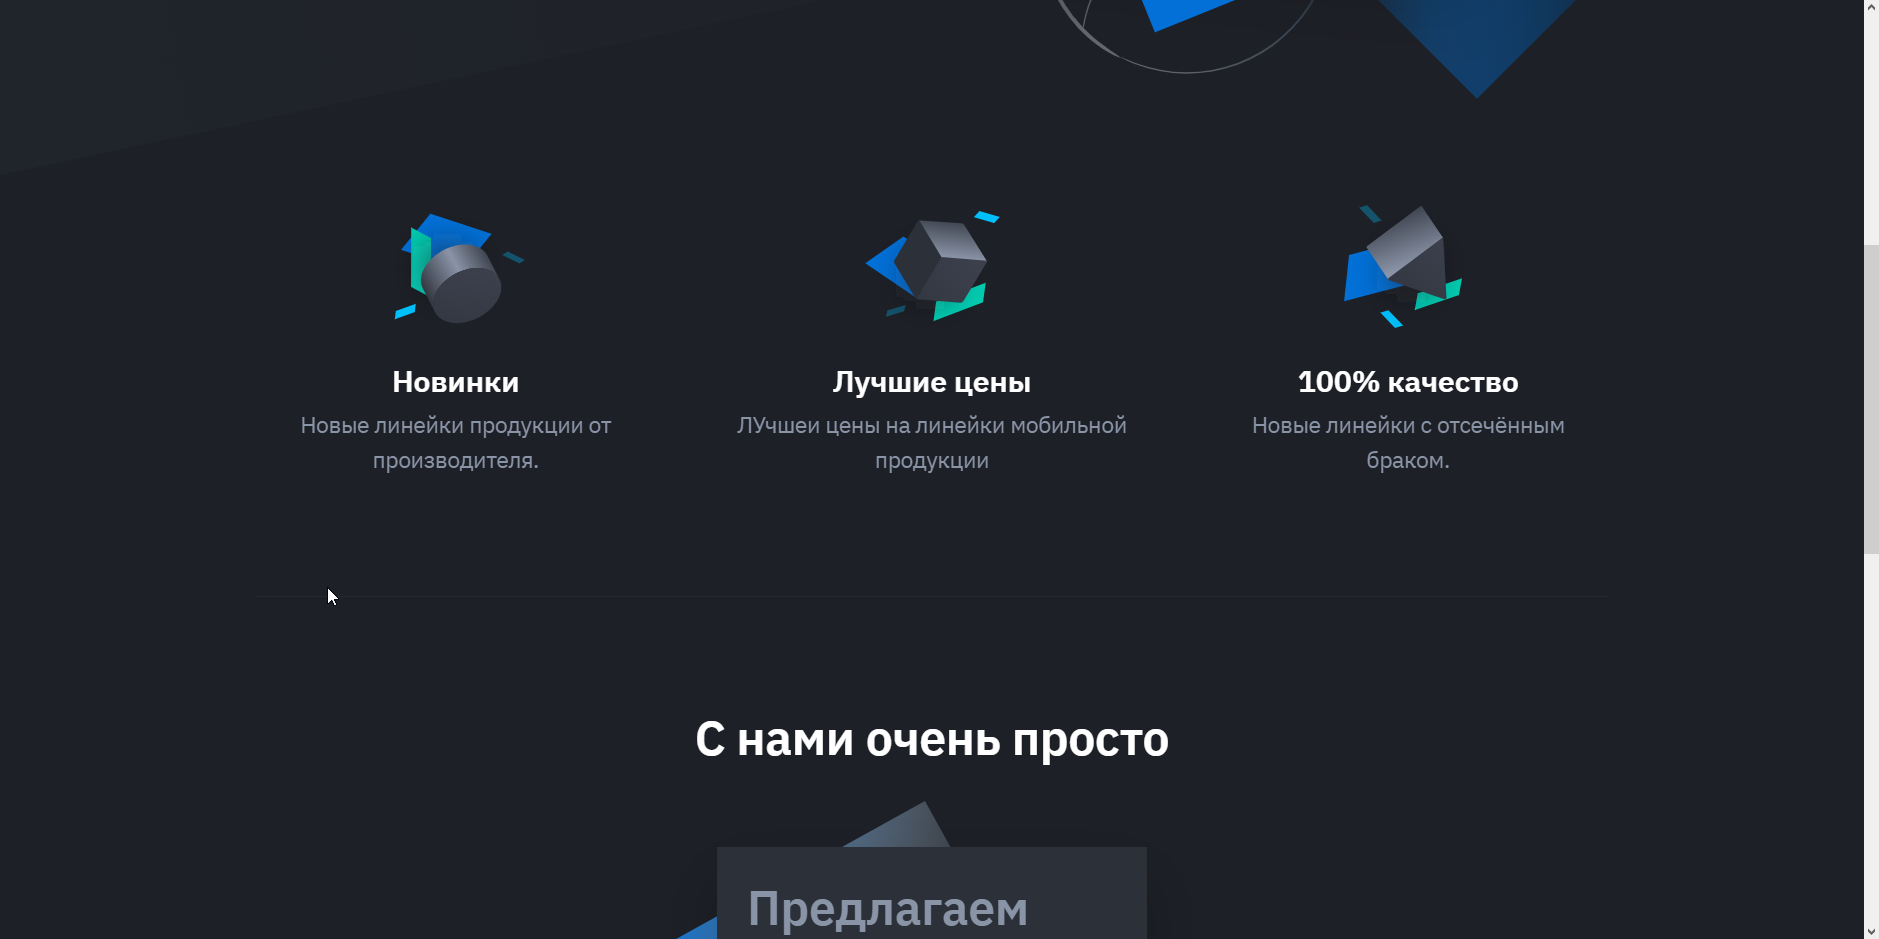 Новинки
Новые линейки продукции от
производителя.
Лучшие цены
ЛУчшеи цены на линейки мобильной
продукции
100% качество
Новые линейки с отсечённым
браком.
С нами очень просто
Предлагаем